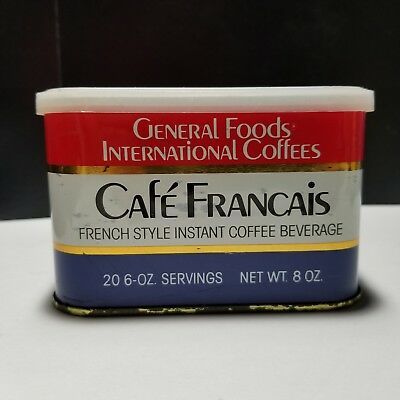 General Foods®
International Coffees
Café Francais
FRENCH STYLE INSTANT COFFEE BEVERAGE
20 6-OZ. SERVINGS NET WT. 8 OZ.